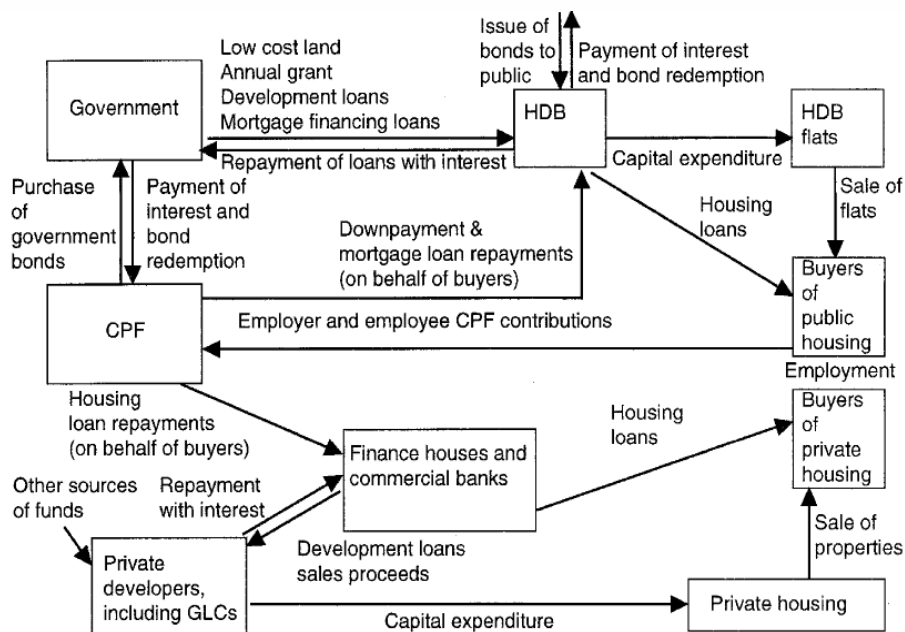 Low cost land
Annual grant
Development loans
Mortgage financing loans
Issue of
bonds to
public
Payment of interest
and bond redemption
Government
HDB
HDB
flats
Repayment of loans with interest
Capital expenditure
Purchase
of
government
bonds
Payment of
interest and
bond
redemption
Downpayment &
mortgage loan repayments
(on behalf of buyers)
Housing
loans
Sale of
flats
CPF
Employer and employee CPF contributions
Buyers
of
public
housing
Employment
Housing
loan repayments
(on behalf of buyers)
Finance houses and
commercial banks
Housing
loans
Buyers
of
private
housing
Other sources
of funds
Repayment
with interest
Development loans
sales proceeds
Sale of
properties
Private
developers,
including GLCs
Capital expenditure
Private housing